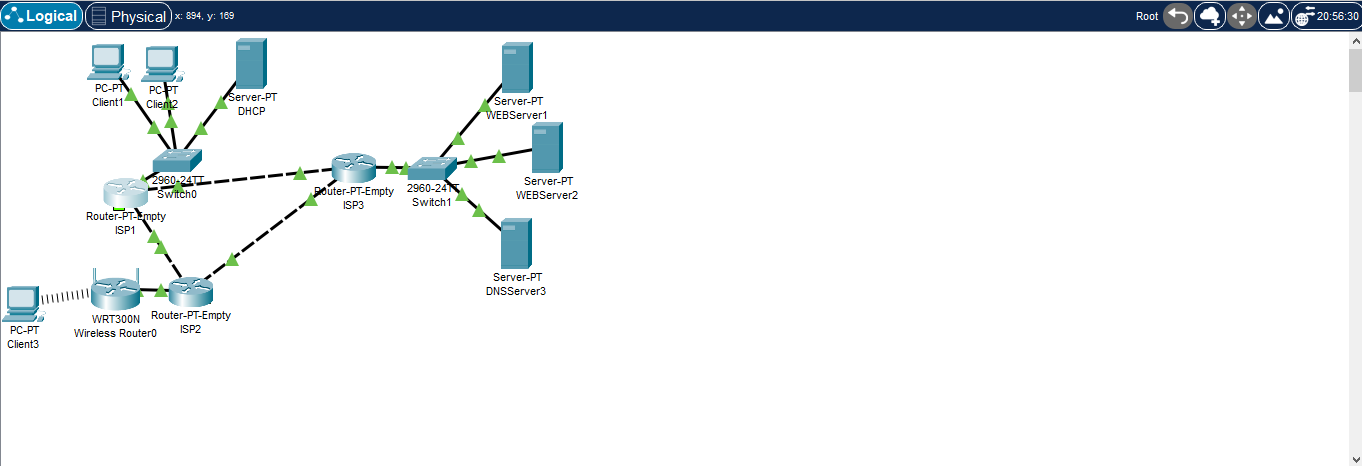 Logical
Physical
x: 894, y: 169
Root
20:56:30
PC-PT
Client1
PC-PT
Client2
Server-PT
DHCP
Server-PT
WEBServer1
2960-24TT
Switch0
Router-PT-Empty
ISP3
2960-24TT
Switch1
Server-PT
WEBServer2
Router-PT-Empty
ISP1
Server-PT
DNSServer3
WRT300N
Wireless Router0
Router-PT-Empty
ISP2
PC-PT
Client3